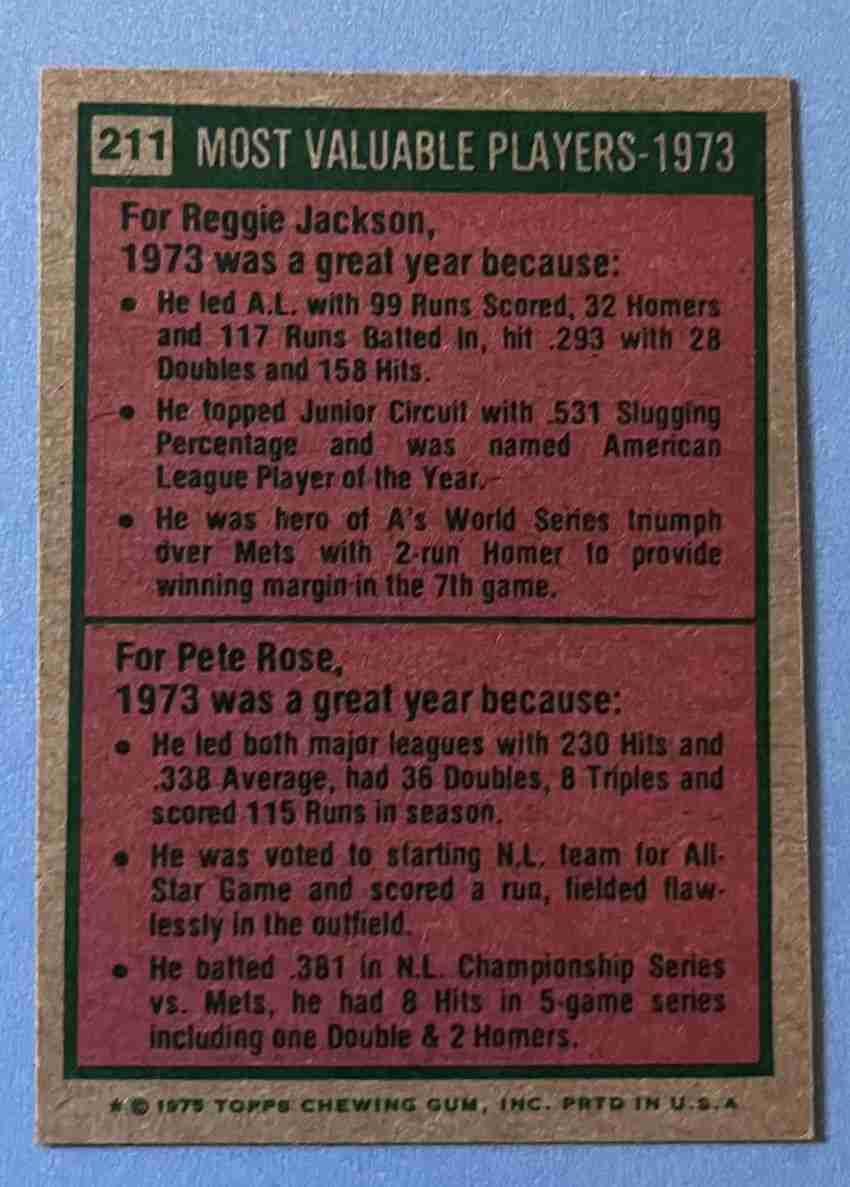 211 MOST VALUABLE PLAYERS-1973
For Reggie Jackson,
1973 was a great year because:
• He led A.L. with 99 Runs Scored, 32 Homers
and 117 Runs Batted In, hit .293 with 28
Doubles and 158 Hits.
• He topped Junior Circuit with .531 Slugging
Percentage and was named American
League Player of the Year.
• He was hero of A's World Series triumph
over Mets with 2-run Homer to provide
winning margin in the 7th game.
For Pete Rose,
1973 was a great year because:
• He led both major leagues with 230 Hits and
.338 Average, had 36 Doubles, 8 Triples and
scored 115 Runs in season.
• He was voted to starting N.L. team for All-
Star Game and scored a run, fielded flaw-
lessly in the outfield.
• He batted .381 in N.L. Championship Series
vs. Mets, he had 8 Hits in 5-game series
including one Double & 2 Homers.
* © 1975 TOPPS CHEWING GUM, INC. PRTD IN U.S.A